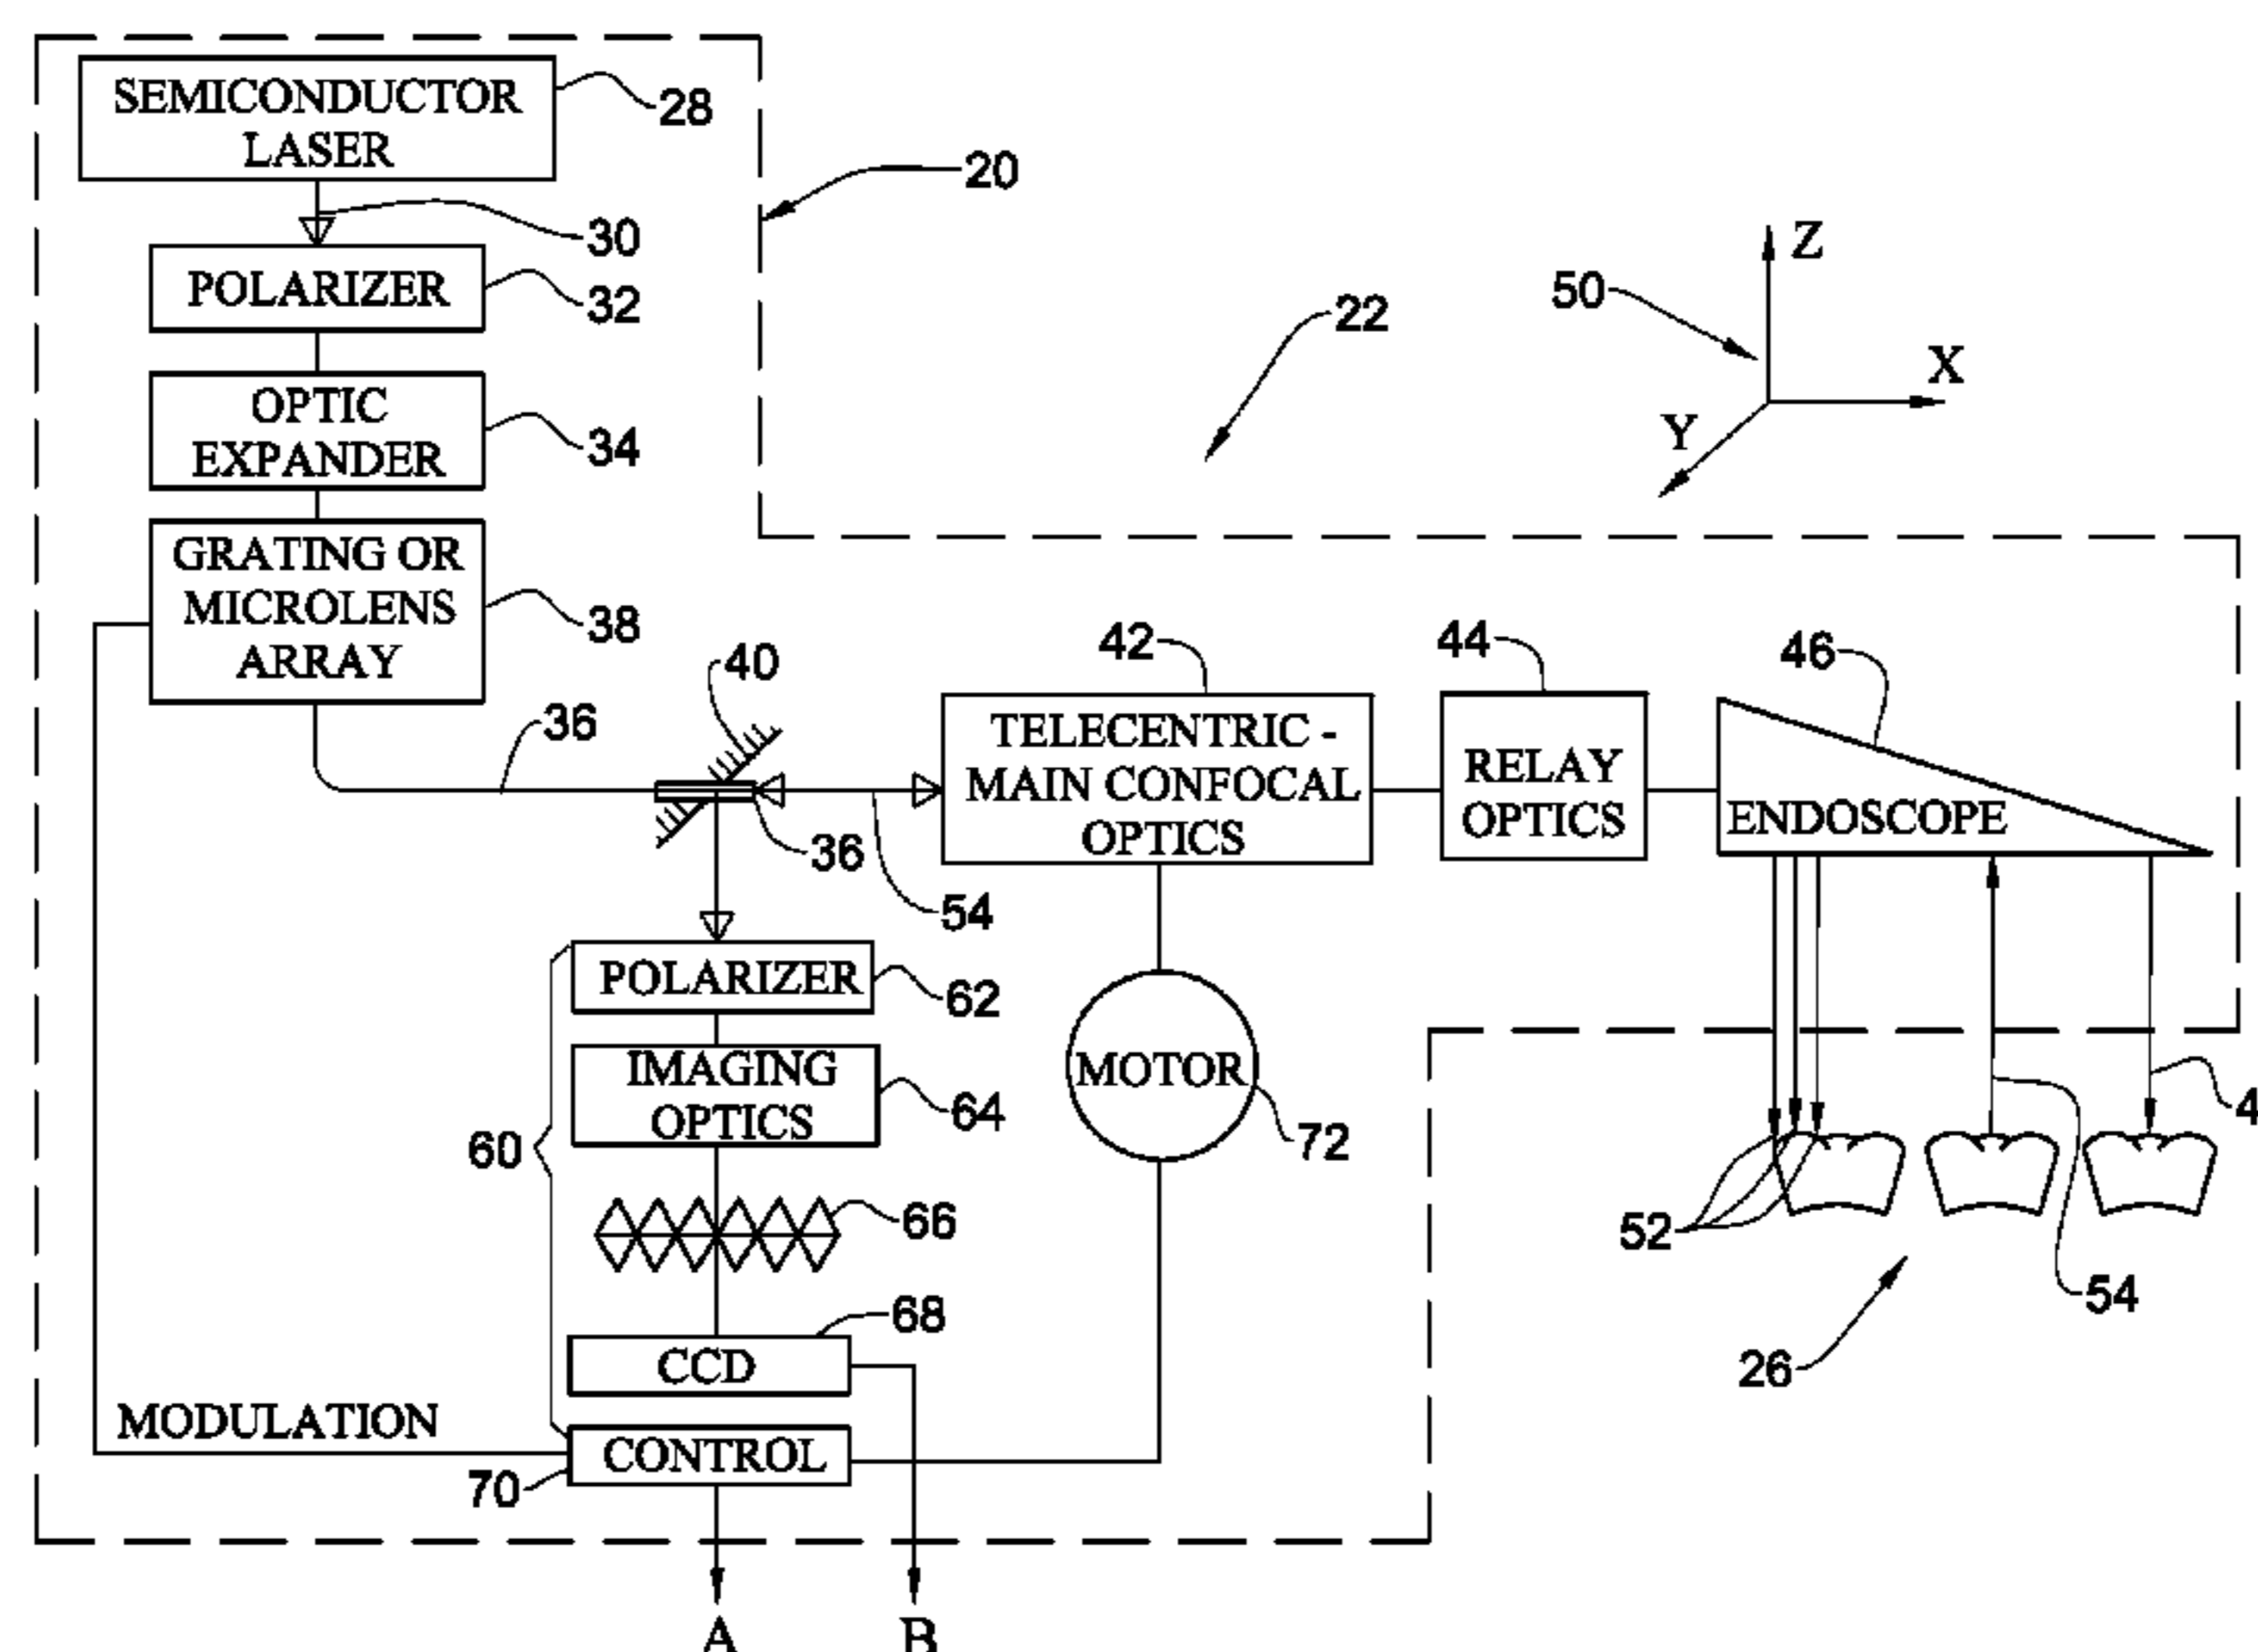 SEMICONDUCTOR
LASER
28
20
30
POLARIZER
32
22
50
Z
X
Y
OPTIC
EXPANDER
34
GRATING OR
MICROLENS
ARRAY
38
36
40
42
44
46
TELECENTRIC -
MAIN CONFOCAL
OPTICS
RELAY
OPTICS
ENDOSCOPE
36
54
POLARIZER
62
IMAGING
OPTICS
64
60
MOTOR
72
4
66
52
54
26
68
CCD
MODULATION
CONTROL
70
A
B